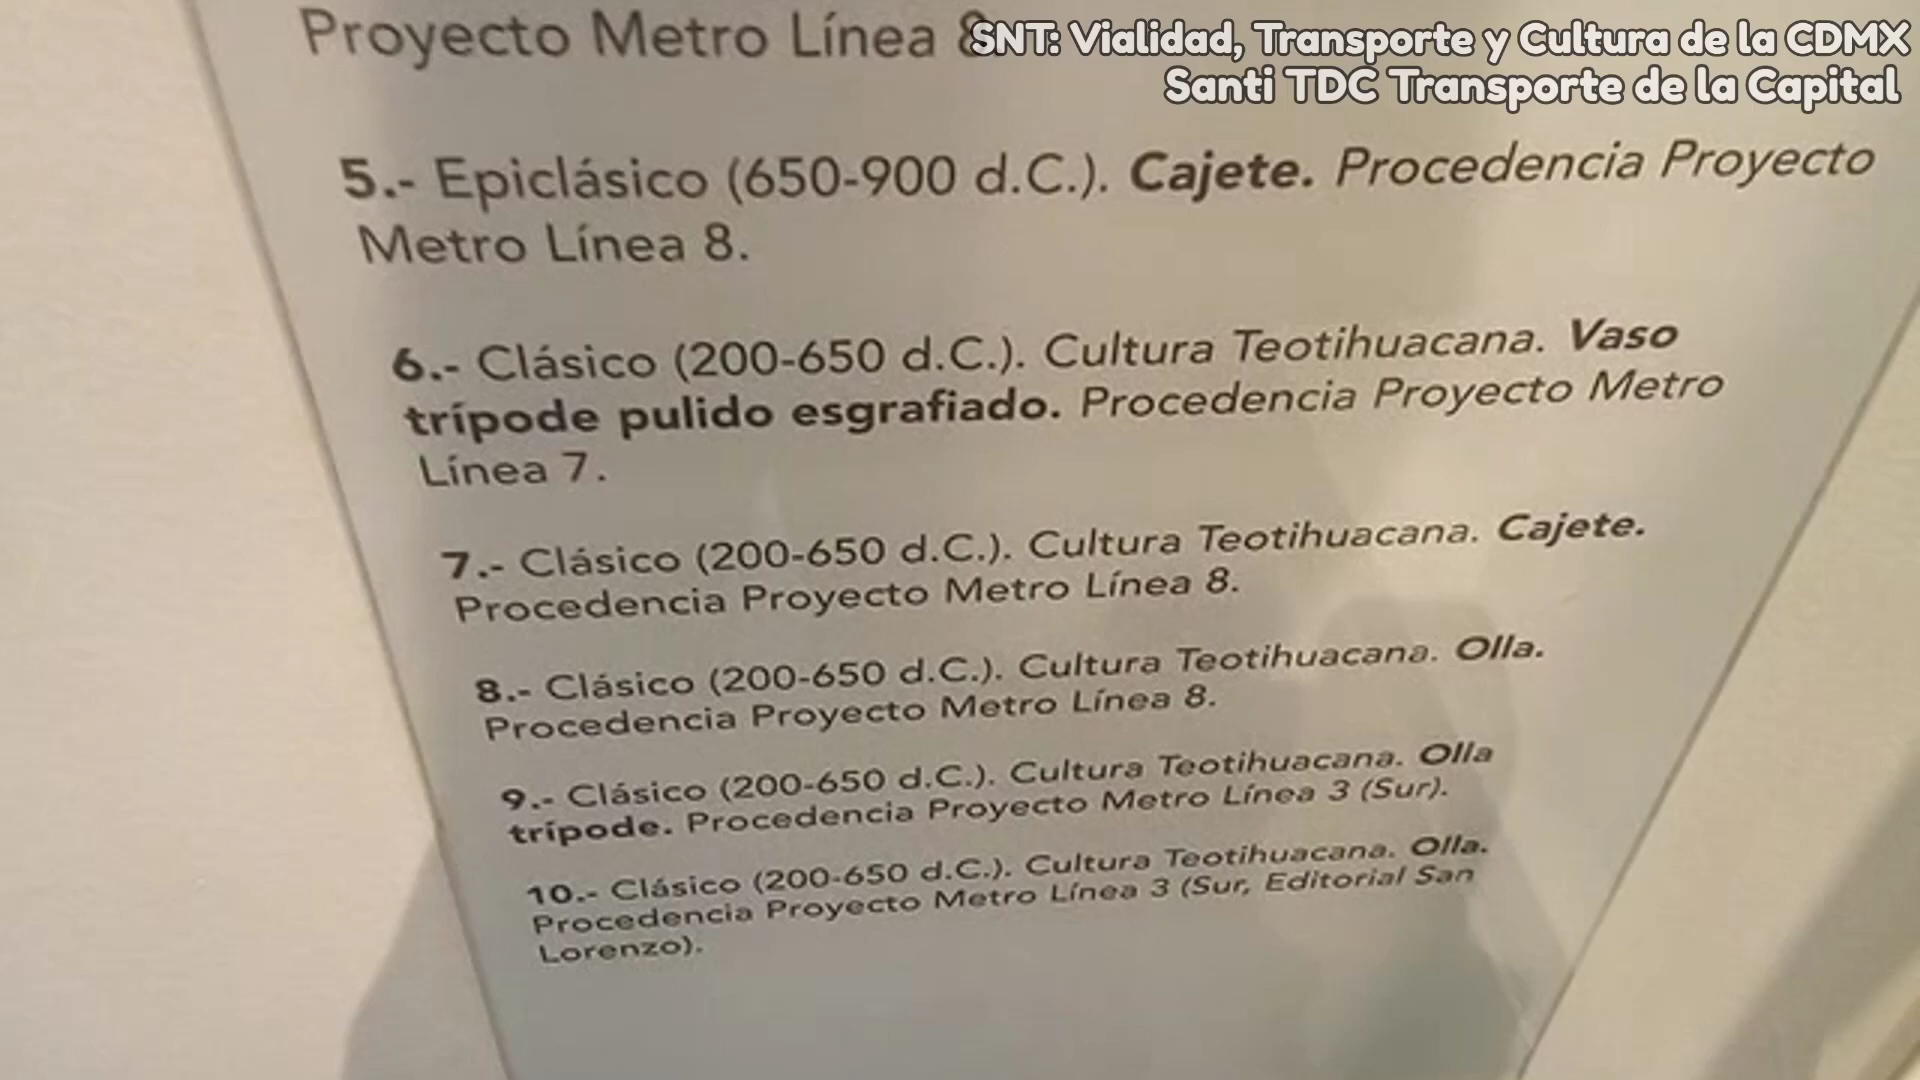 Proyecto Metro Línea 8
SNT: Vialidad, Transporte y Cultura de la CDMX
Santi TDC Transporte de la Capital
5.- Epiclásico (650-900 d.C.). Cajete. Procedencia Proyecto
Metro Línea 8.
6.- Clásico (200-650 d.C.). Cultura Teotihuacana. Vaso
trípode pulido esgrafiado. Procedencia Proyecto Metro
Línea 7.
7.- Clásico (200-650 d.C.). Cultura Teotihuacana. Cajete.
Procedencia Proyecto Metro Línea 8.
8.- Clásico (200-650 d.C.). Cultura Teotihuacana. Olla.
Procedencia Proyecto Metro Línea 8.
9.- Clásico (200-650 d.C.). Cultura Teotihuacana. Olla
trípode. Procedencia Proyecto Metro Línea 3 (Sur).
10.- Clásico (200-650 d.C.). Cultura Teotihuacana. Olla.
Procedencia Proyecto Metro Línea 3 (Sur, Editorial San
Lorenzo).